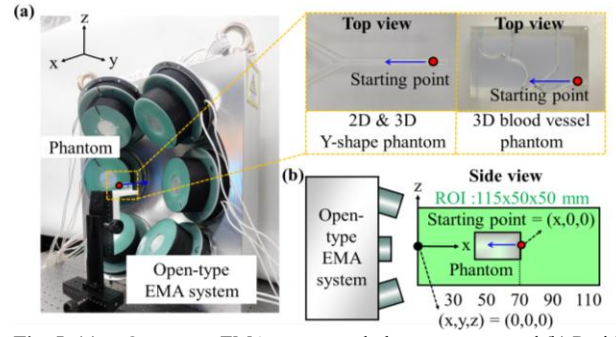 (a)
z
x
y
Phantom
Open-type
EMA system
Top view
Top view
Starting point
Starting point
2D & 3D
Y-shape phantom
3D blood vessel
phantom
(b)
Side view
ROI :115x50x50 mm
Open-
type
EMA
system
z
Starting point = (x,0,0)
x
Phantom
30 50 70 90 110
(x,y,z) = (0,0,0)